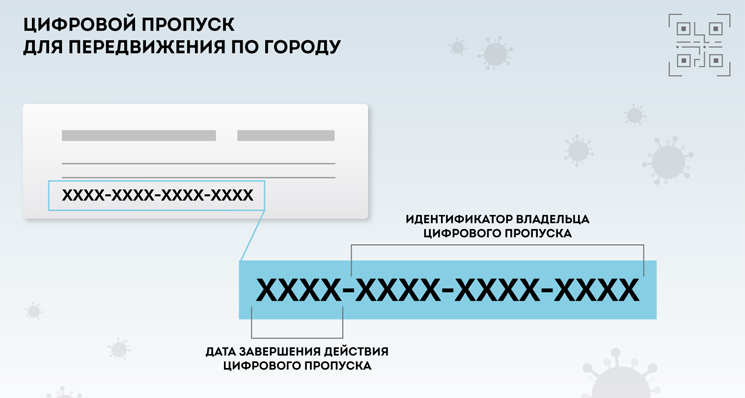 ЦИФРОВОЙ ПРОПУСК
ДЛЯ ПЕРЕДВИЖЕНИЯ ПО ГОРОДУ
XXXX-XXXX-XXXX-XXXX
ИДЕНТИФИКАТОР ВЛАДЕЛЬЦА
ЦИФРОВОГО ПРОПУСКА
XXXX-XXXX-XXXX-XXXX
ДАТА ЗАВЕРШЕНИЯ ДЕЙСТВИЯ
ЦИФРОВОГО ПРОПУСКА